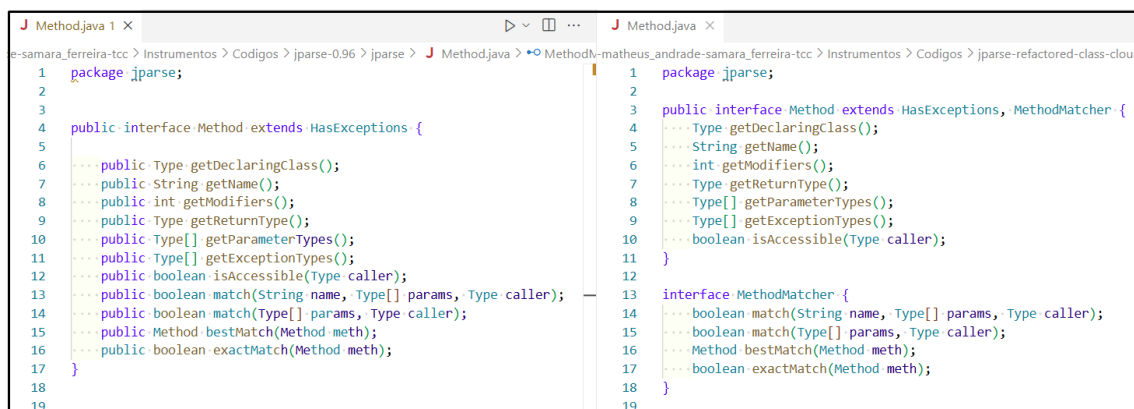 Method.java 1
e-samara_ferreira-tcc > Instrumentos > Codigos > jparse-0.96 > jparse > Method.java >
1 package jparse;
2
3
4 public interface Method extends HasExceptions {
5
6 public Type getDeclaringClass();
7 public String getName();
8 public int getModifiers();
9 public Type getReturnType();
10 public Type[] getParameterTypes();
11 public Type[] getExceptionTypes();
12 public boolean isAccessible(Type caller);
13 public boolean match(String name, Type[] params, Type caller);
14 public boolean match(Type[] params, Type caller);
15 public Method bestMatch(Method meth);
16 public boolean exactMatch(Method meth);
17 }
18
19
Method.java
-matheus_andrade-samara_ferreira-tcc > Instrumentos > Codigos > jparse-refactored-class-clou
1 package jparse;
2
3 public interface Method extends HasExceptions, MethodMatcher {
4 Type getDeclaringClass();
5 String getName();
6 int getModifiers();
7 Type getReturnType();
8 Type[] getParameterTypes();
9 Type[] getExceptionTypes();
10 boolean isAccessible(Type caller);
11 }
12
13 interface MethodMatcher {
14 boolean match(String name, Type[] params, Type caller);
15 boolean match(Type[] params, Type caller);
16 Method bestMatch(Method meth);
17 boolean exactMatch(Method meth);
18 }
19